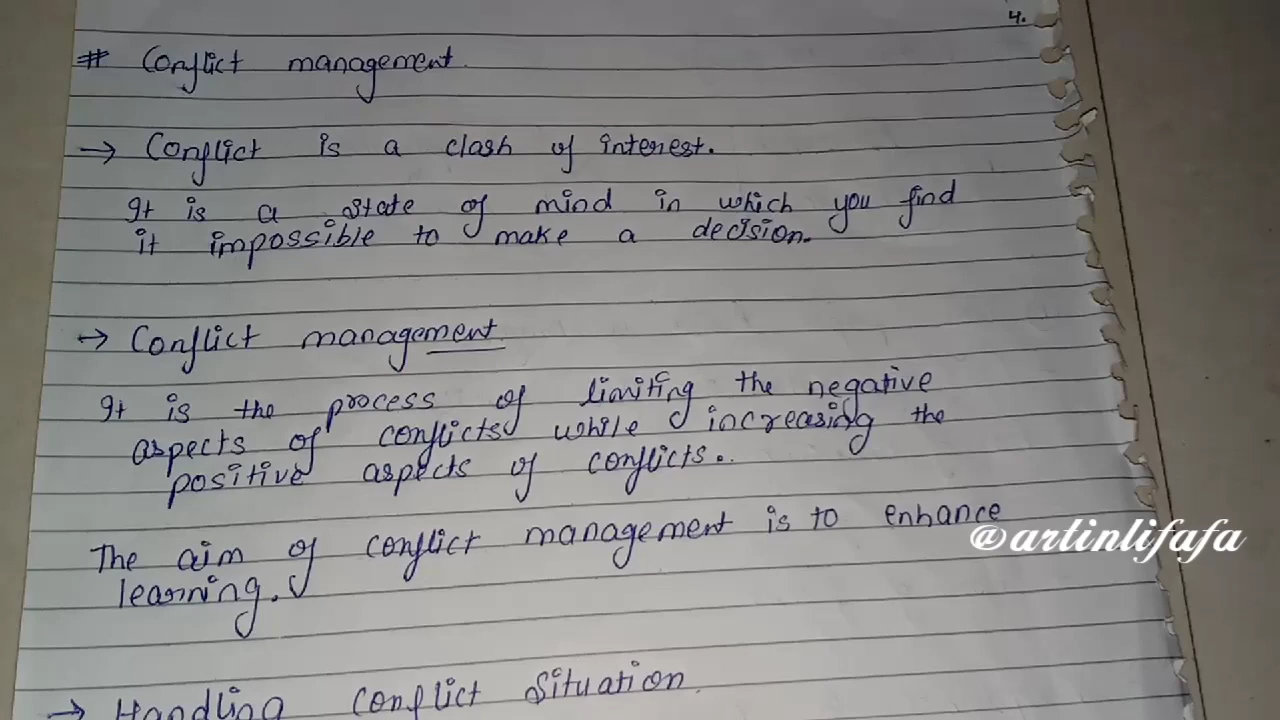 4.
# Conflict management
→ Conflict is a clash of interest.
It is a state of mind in which you find
it impossible to make a decision.
→ Conflict management
It is the process of limiting the negative
aspects of conflicts while increasing the
positive aspects of conflicts.
The aim of conflict management is to enhance
learning.
@artinlifafa
→ Handling conflict situation